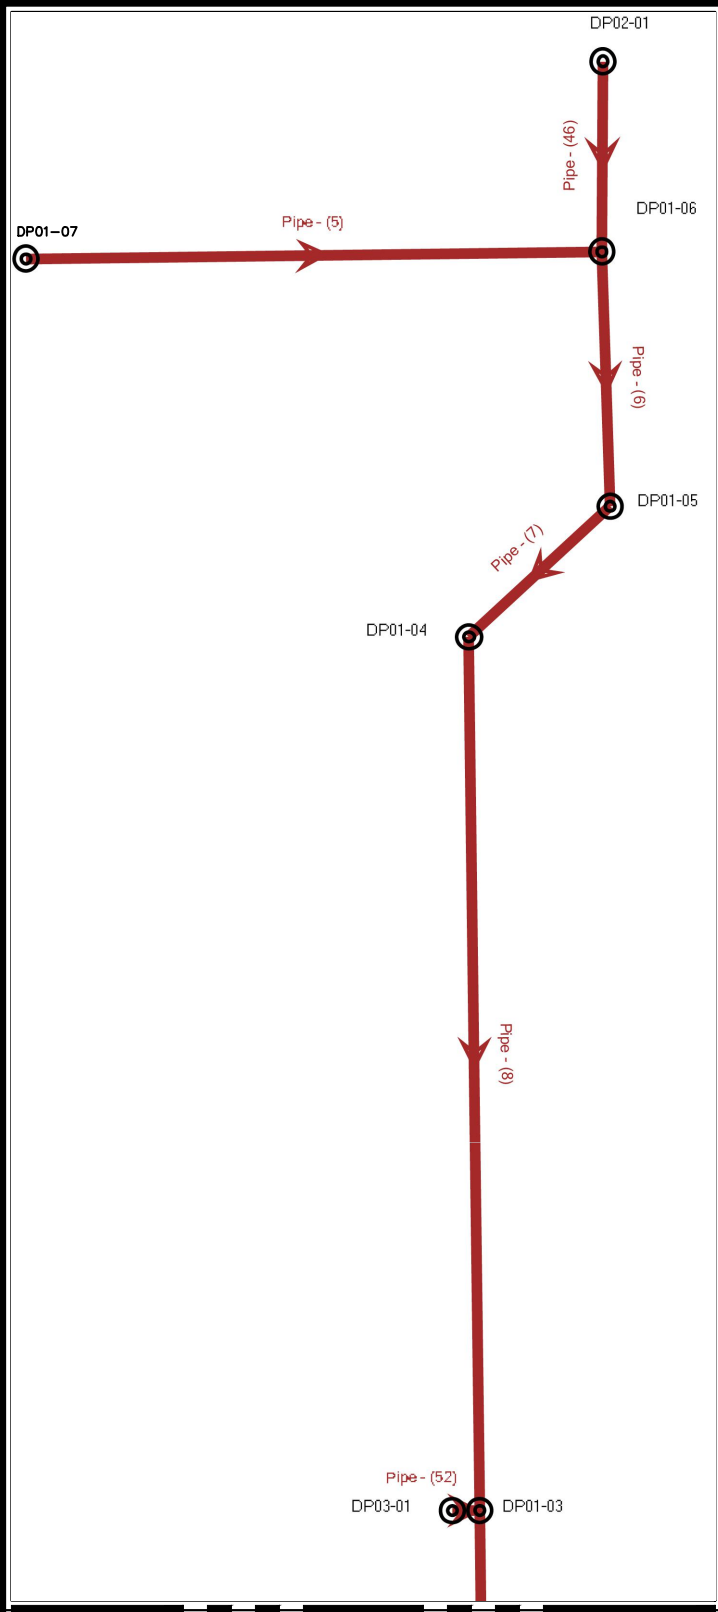 DP02-01
Pipe - (46)
DP01-06
Pipe - (5)
DP01-07
Pipe - (6)
DP01-05
Pipe - (7)
DP01-04
Pipe - (8)
Pipe - (52)
DP03-01
DP01-03